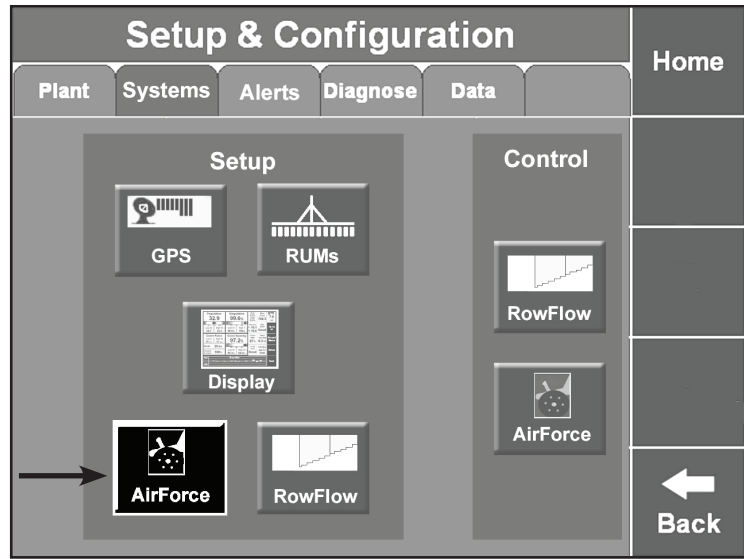 Setup & Configuration
Home
Plant
Systems
Alerts
Diagnose
Data
Setup
Control
GPS
RUMs
RowFlow
Display
AirForce
AirForce
RowFlow
Back